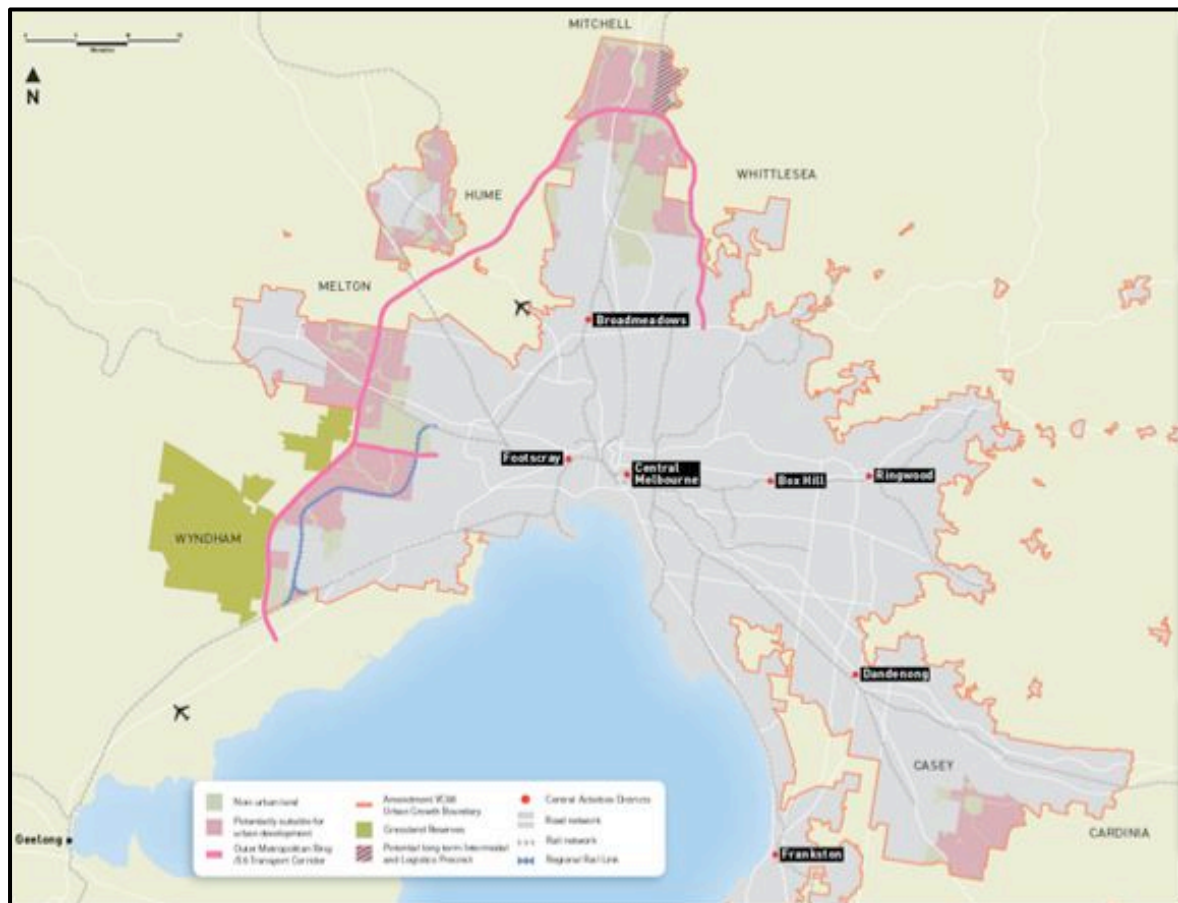 MITCHELL
N
WHITTLESEA
HUME
MELTON
Broadmeadows
Footscray
Central
Melbourne
Box Hill
Ringwood
WYNDHAM
Dandenong
CASEY
CARDINIA
Geelong
Frankston
Non-urban land
Potentially suitable for
urban development
Outer Metropolitan Ring
/E6 Transport Corridor
Amendment VC68
Urban Growth Boundary
Grassland Reserves
Potential long term Intermodal
and Logistics Precinct
Central Activities Districts
Road network
Rail network
Regional Rail Link